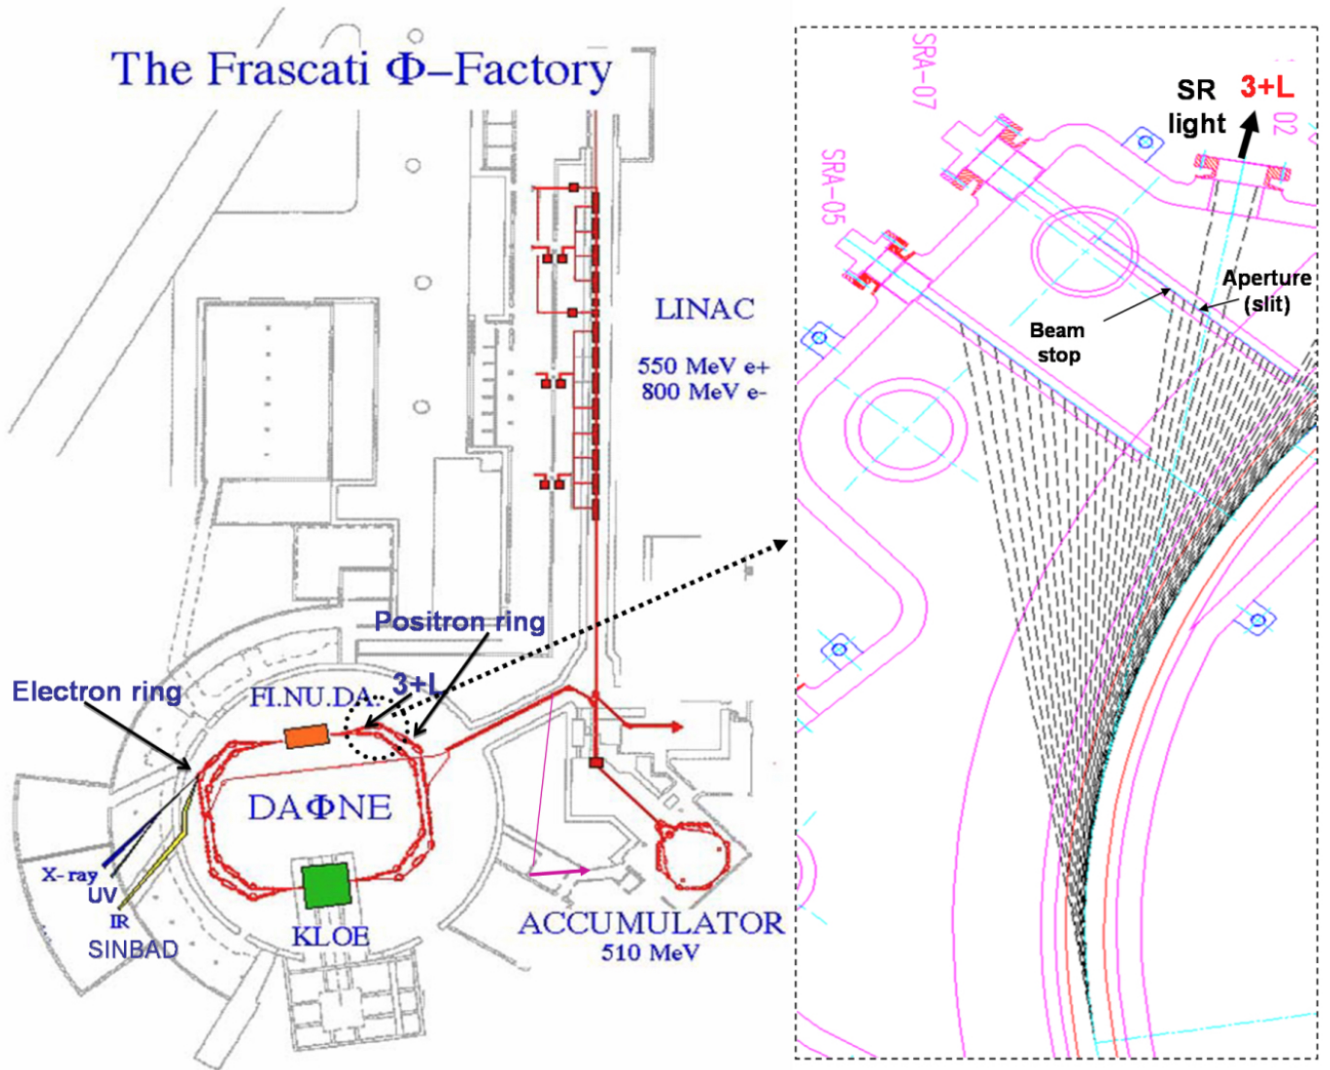 The Frascati Φ-Factory
LINAC
550 MeV e+
800 MeV e-
Positron ring
Electron ring
FI.NU.DA.
3+L
DAΦNE
X-ray
UV
IR
SINBAD
KLOE
ACCUMULATOR
510 MeV
SRA-07
SRA-05
SR
light
3+L
02
Aperture
(slit)
Beam
stop